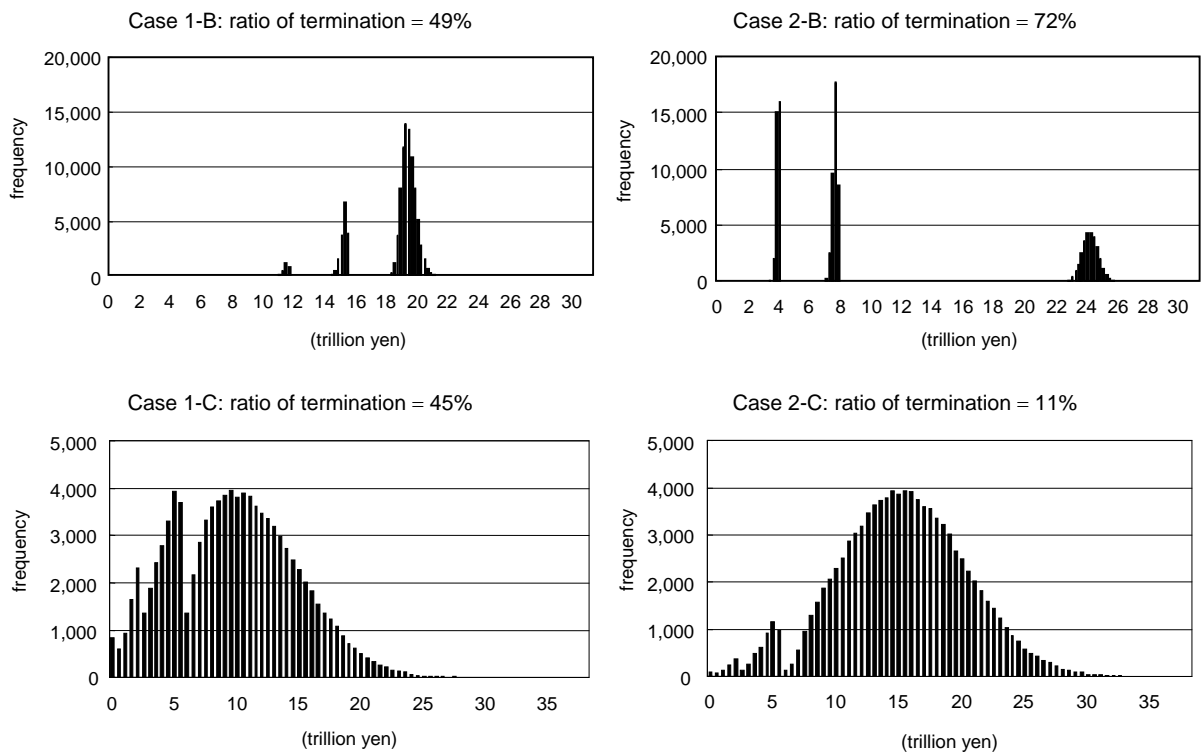 Case 1-B: ratio of termination = 49%
20,000
15,000
10,000
5,000
0
frequency
0 2 4 6 8 10 12 14 16 18 20 22 24 26 28 30
(trillion yen)
Case 2-B: ratio of termination = 72%
20,000
15,000
10,000
5,000
0
frequency
0 2 4 6 8 10 12 14 16 18 20 22 24 26 28 30
(trillion yen)
Case 1-C: ratio of termination = 45%
5,000
4,000
3,000
2,000
1,000
0
frequency
0 5 10 15 20 25 30 35
(trillion yen)
Case 2-C: ratio of termination = 11%
5,000
4,000
3,000
2,000
1,000
0
frequency
0 5 10 15 20 25 30 35
(trillion yen)